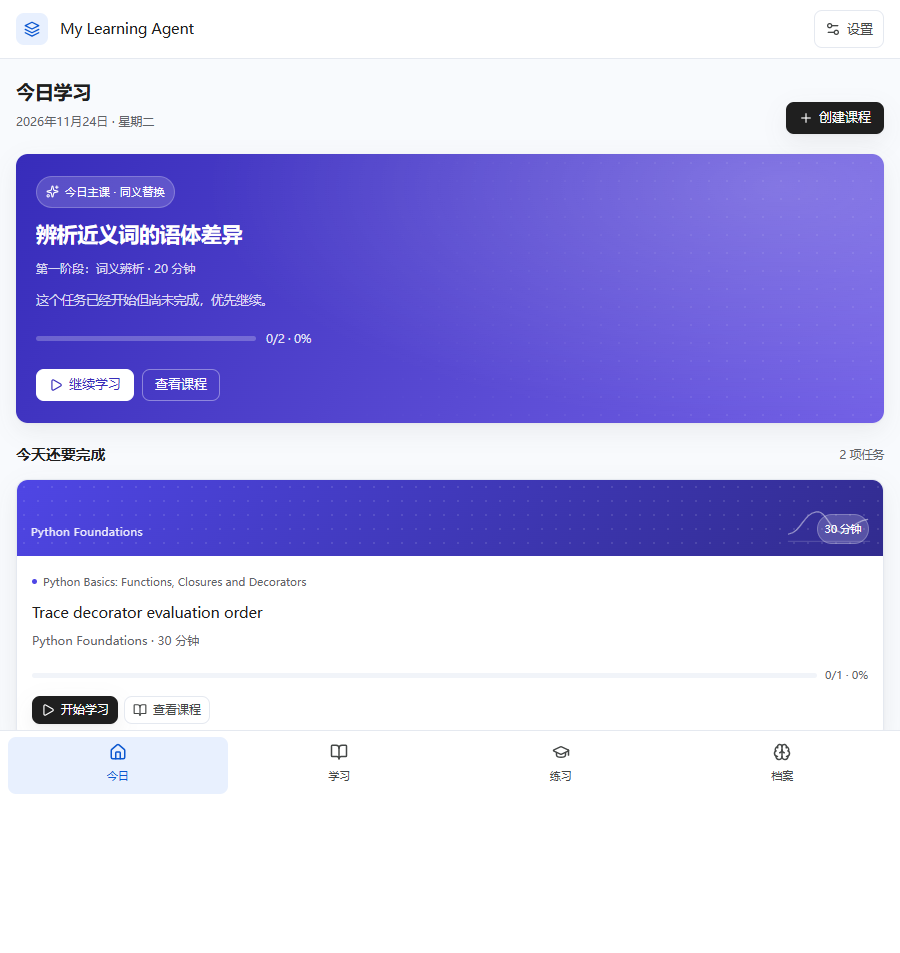 My Learning Agent
设置
今日学习
2026年11月24日 · 星期二
创建课程
今日主课 · 同义替换
辨析近义词的语体差异
第一阶段：词义辨析 · 20 分钟
这个任务已经开始但尚未完成，优先继续。
0/2 · 0%
继续学习
查看课程
今天还要完成
2 项任务
Python Foundations
30 分钟
Python Basics: Functions, Closures and Decorators
Trace decorator evaluation order
Python Foundations · 30 分钟
0/1 · 0%
开始学习
查看课程
今日
学习
练习
档案